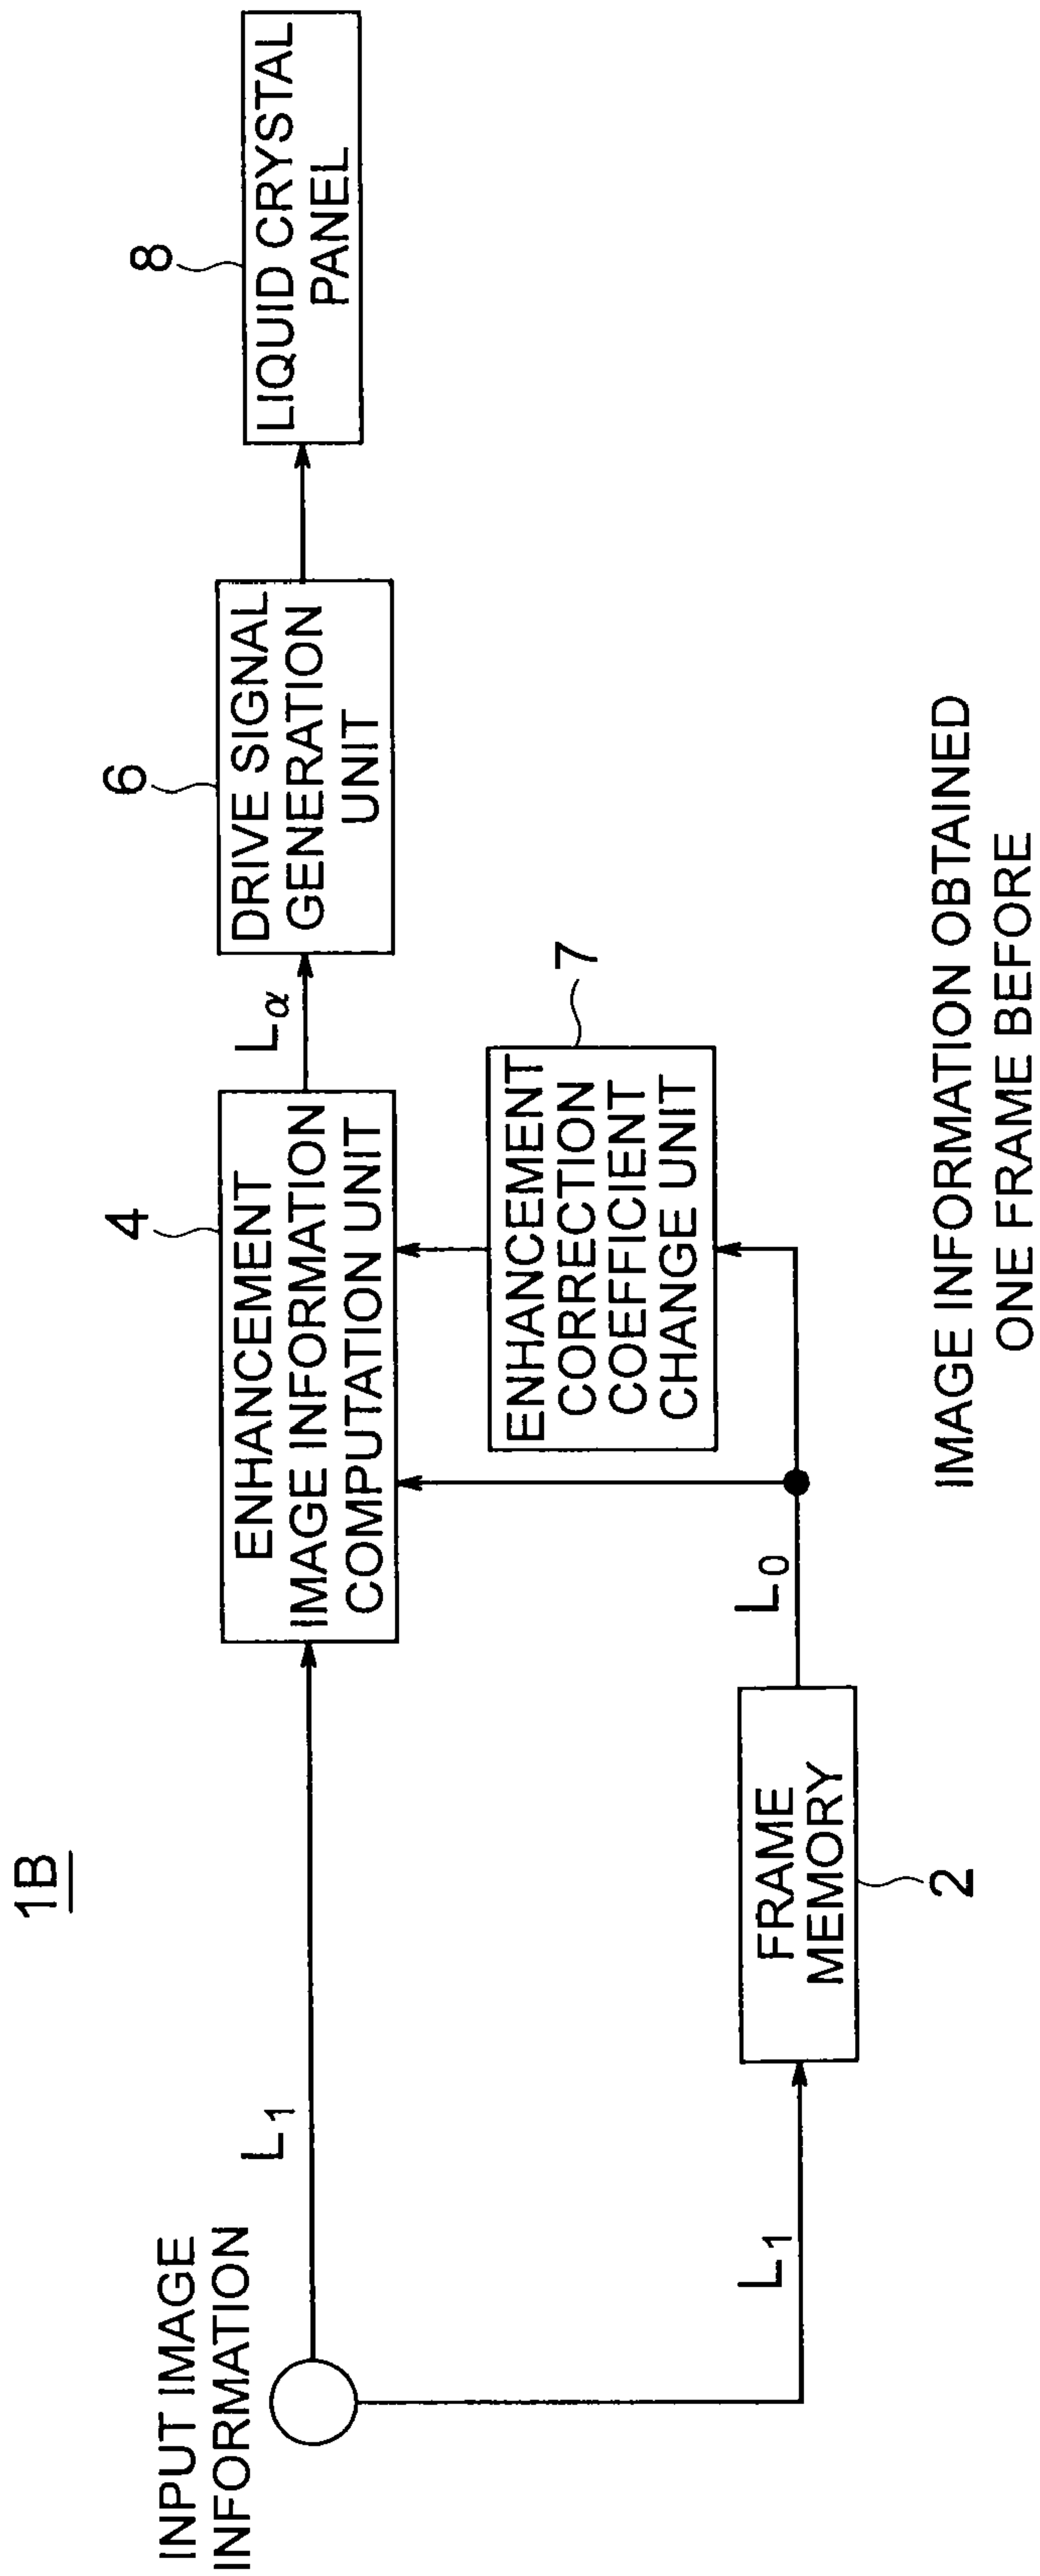 1B
INPUT IMAGE
INFORMATION
L1
L1
FRAME
MEMORY
2
L0
4
ENHANCEMENT
IMAGE INFORMATION
COMPUTATION UNIT
ENHANCEMENT
CORRECTION
COEFFICIENT
CHANGE UNIT
7
Lα
6
DRIVE SIGNAL
GENERATION
UNIT
8
LIQUID CRYSTAL
PANEL
IMAGE INFORMATION OBTAINED
ONE FRAME BEFORE